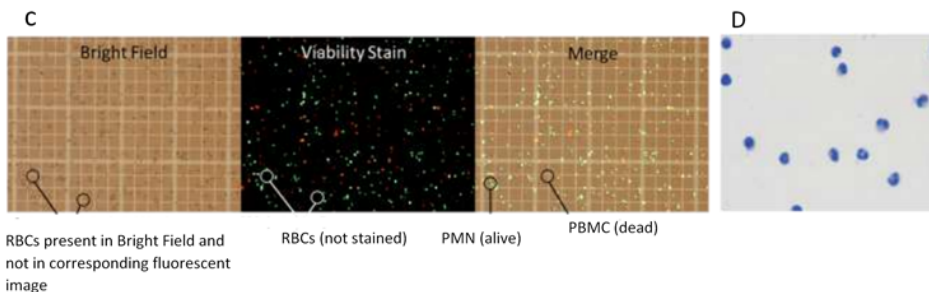 C
D
Bright Field
Viability Stain
Merge
RBCs present in Bright Field and
not in corresponding fluorescent
image
RBCs (not stained)
PMN (alive)
PBMC (dead)